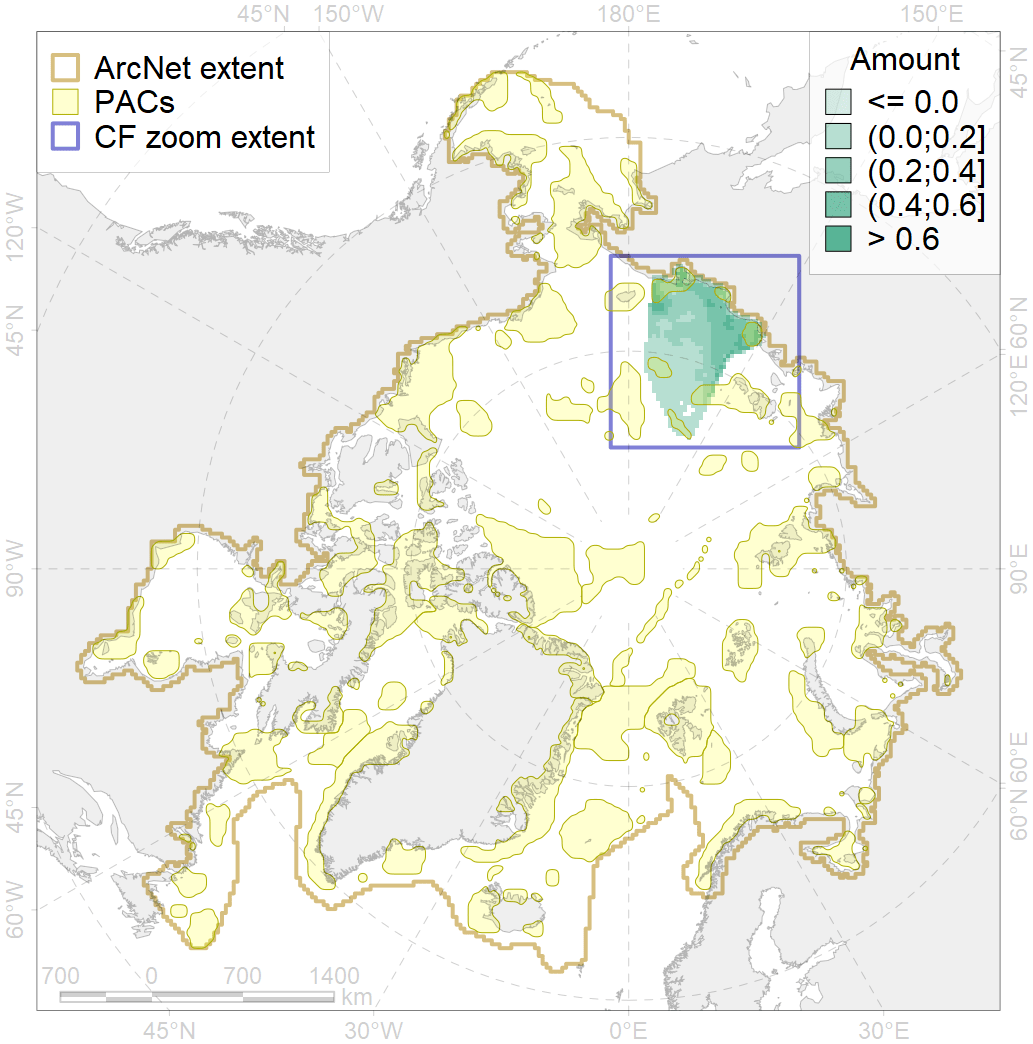 45°N 150°W 180°E 150°E
ArcNet extent
PACs
CF zoom extent
Amount
<= 0.0
(0.0;0.2]
(0.2;0.4]
(0.4;0.6]
> 0.6
45°N
120°W
45°N
60°N
120°E
90°W
90°E
45°N
60°E
60°N
60°W
700 0 700 1400
km
45°N 30°W 0°E 30°E